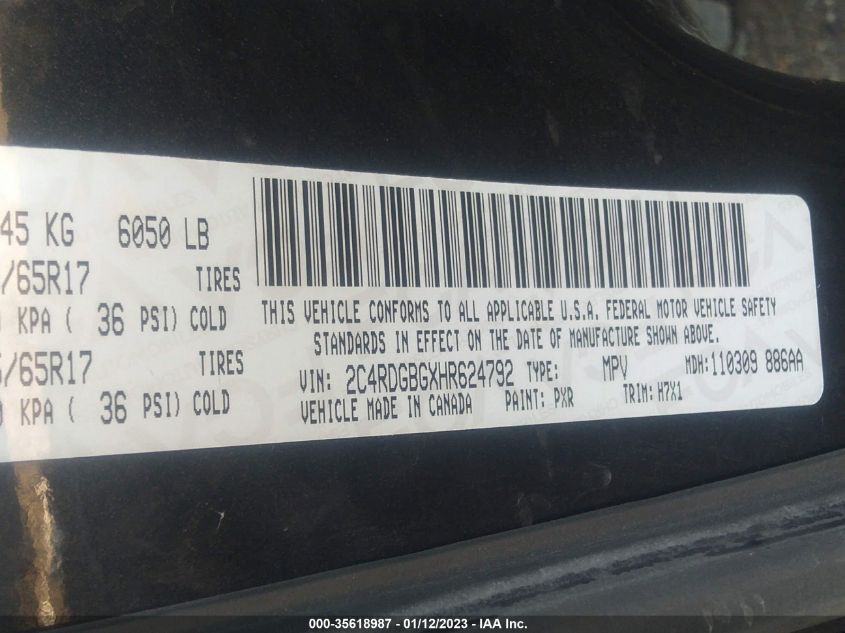 45 KG 6050 LB
/65R17 TIRES
KPA ( 36 PSI) COLD
/65R17 TIRES
KPA ( 36 PSI) COLD
THIS VEHICLE CONFORMS TO ALL APPLICABLE U.S.A. FEDERAL MOTOR VEHICLE SAFETY
STANDARDS IN EFFECT ON THE DATE OF MANUFACTURE SHOWN ABOVE.
VIN: 2C4RDGBGXHR624792 TYPE: MPV MDH:110309 886AA
VEHICLE MADE IN CANADA PAINT: PXR TRIM: H7X1
000-35618987 - 01/12/2023 - © IAA Inc.